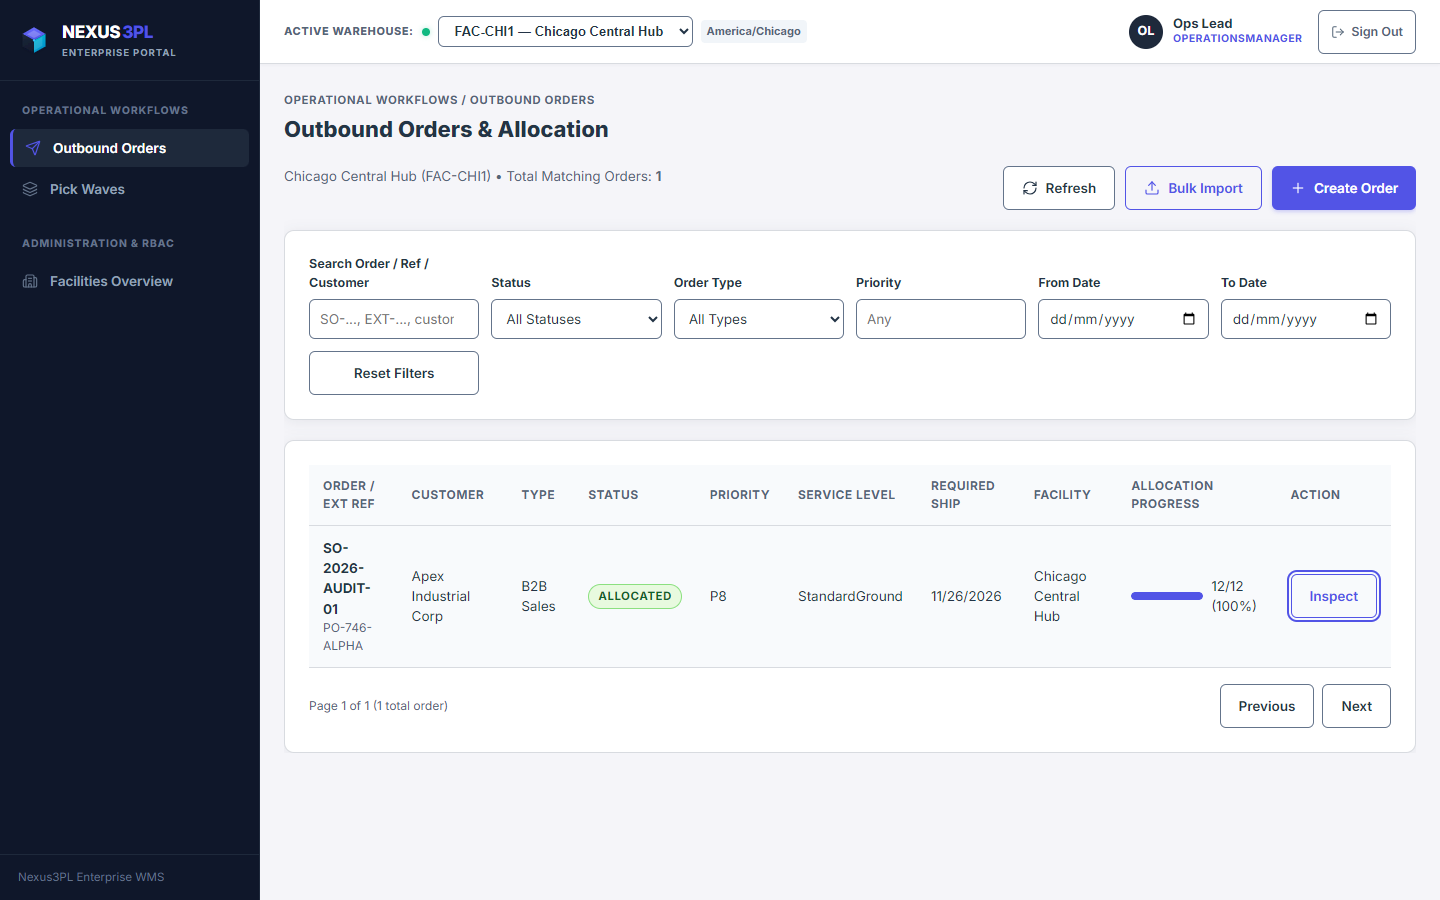 NEXUS3PL
ENTERPRISE PORTAL
OPERATIONAL WORKFLOWS
Outbound Orders
Pick Waves
ADMINISTRATION & RBAC
Facilities Overview
Nexus3PL Enterprise WMS
ACTIVE WAREHOUSE:
FAC-CHI1 — Chicago Central Hub
America/Chicago
OL
Ops Lead
OPERATIONSMANAGER
Sign Out
OPERATIONAL WORKFLOWS / OUTBOUND ORDERS
Outbound Orders & Allocation
Chicago Central Hub (FAC-CHI1) • Total Matching Orders: 1
Refresh
Bulk Import
Create Order
Search Order / Ref /
Customer
Status
Order Type
Priority
From Date
To Date
SO-..., EXT-..., custor
All Statuses
All Types
Any
dd/mm/yyyy
dd/mm/yyyy
Reset Filters
ORDER /
EXT REF
CUSTOMER
TYPE
STATUS
PRIORITY
SERVICE LEVEL
REQUIRED
SHIP
FACILITY
ALLOCATION
PROGRESS
ACTION
SO-
2026-
AUDIT-
01
PO-746-
ALPHA
Apex
Industrial
Corp
B2B
Sales
ALLOCATED
P8
StandardGround
11/26/2026
Chicago
Central
Hub
12/12
(100%)
Inspect
Page 1 of 1 (1 total order)
Previous
Next